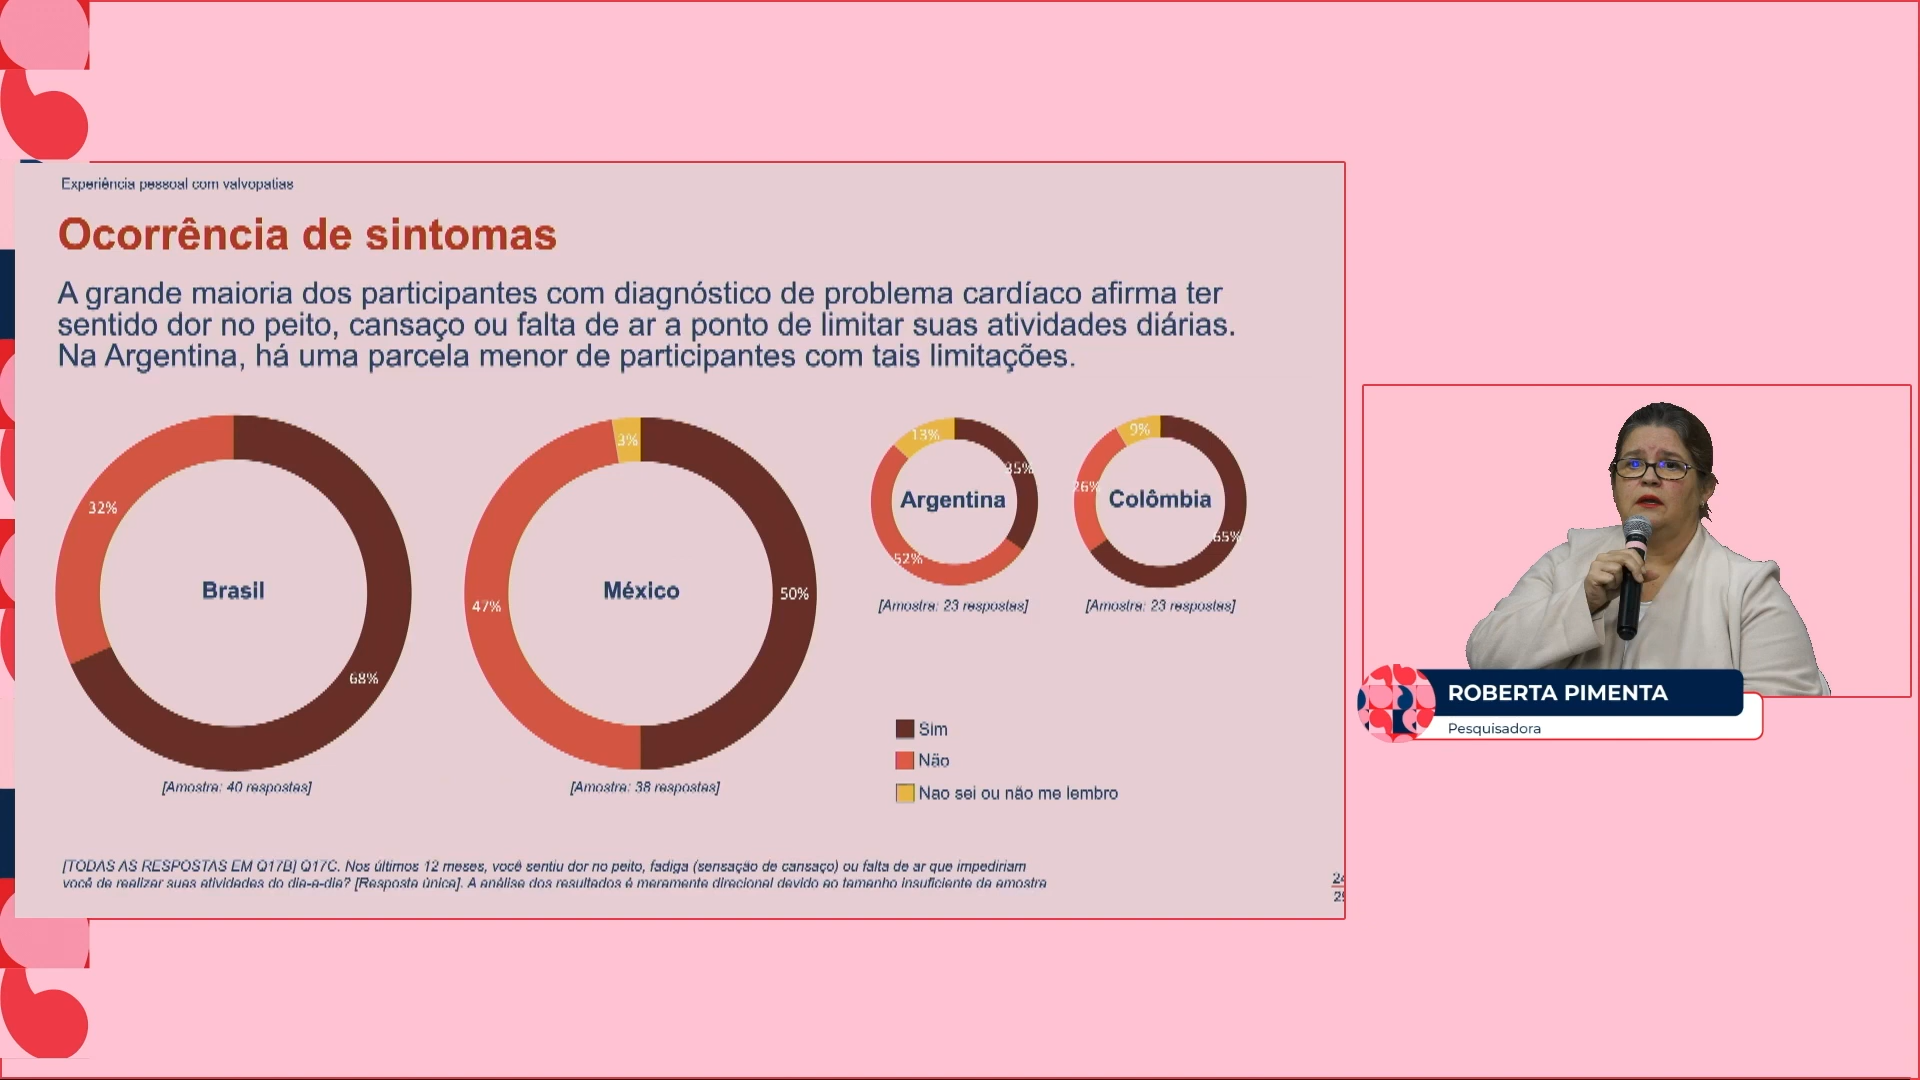 Experiência pessoal com valvopatias
Ocorrência de sintomas
A grande maioria dos participantes com diagnóstico de problema cardíaco afirma ter
sentido dor no peito, cansaço ou falta de ar a ponto de limitar suas atividades diárias.
Na Argentina, há uma parcela menor de participantes com tais limitações.
32%
Brasil
68%
[Amostra: 40 respostas]
3%
47%
México
50%
[Amostra: 38 respostas]
13%
35%
Argentina
52%
[Amostra: 23 respostas]
9%
26%
Colômbia
65%
[Amostra: 23 respostas]
Sim
Não
Nao sei ou não me lembro
[TODAS AS RESPOSTAS EM Q17B] Q17C. Nos últimos 12 meses, você sentiu dor no peito, fadiga (sensação de cansaço) ou falta de ar que impediriam
você de realizar suas atividades do dia-a-dia? [Resposta única]. A análise dos resultados é meramente direcional devido ao tamanho insuficiente da amostra
ROBERTA PIMENTA
Pesquisadora